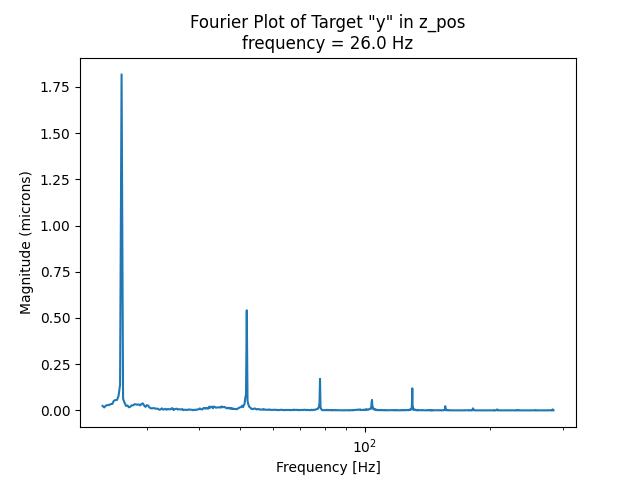 Fourier Plot of Target "y" in z_pos
frequency = 26.0 Hz
Magnitude (microns)
1.75
1.50
1.25
1.00
0.75
0.50
0.25
0.00
10²
Frequency [Hz]